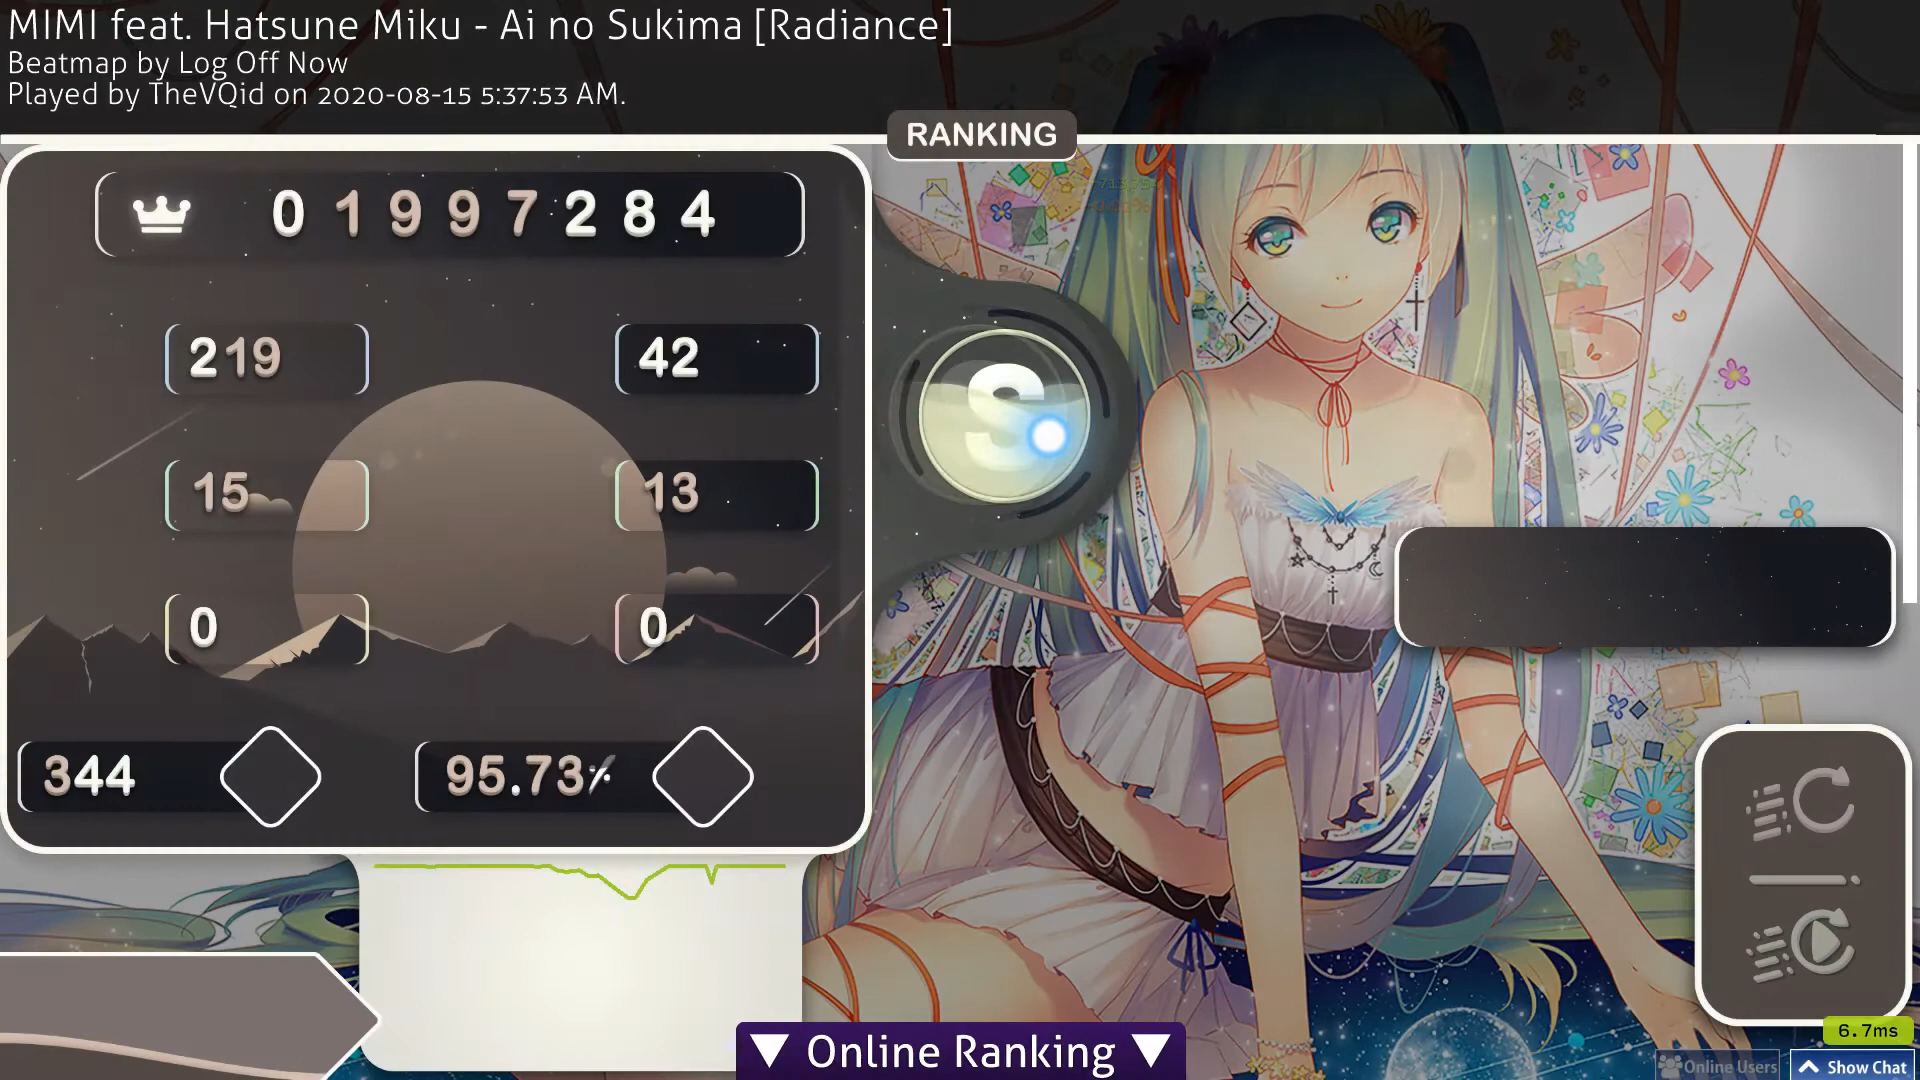 MIMI feat. Hatsune Miku - Ai no Sukima [Radiance]
Beatmap by Log Off Now
Played by TheVQid on 2020-08-15 5:37:53 AM.
RANKING
01997284
219 42
15 13
0 0
344 95.73%
S
▼ Online Ranking ▼
6.7ms
Online Users
Show Chat